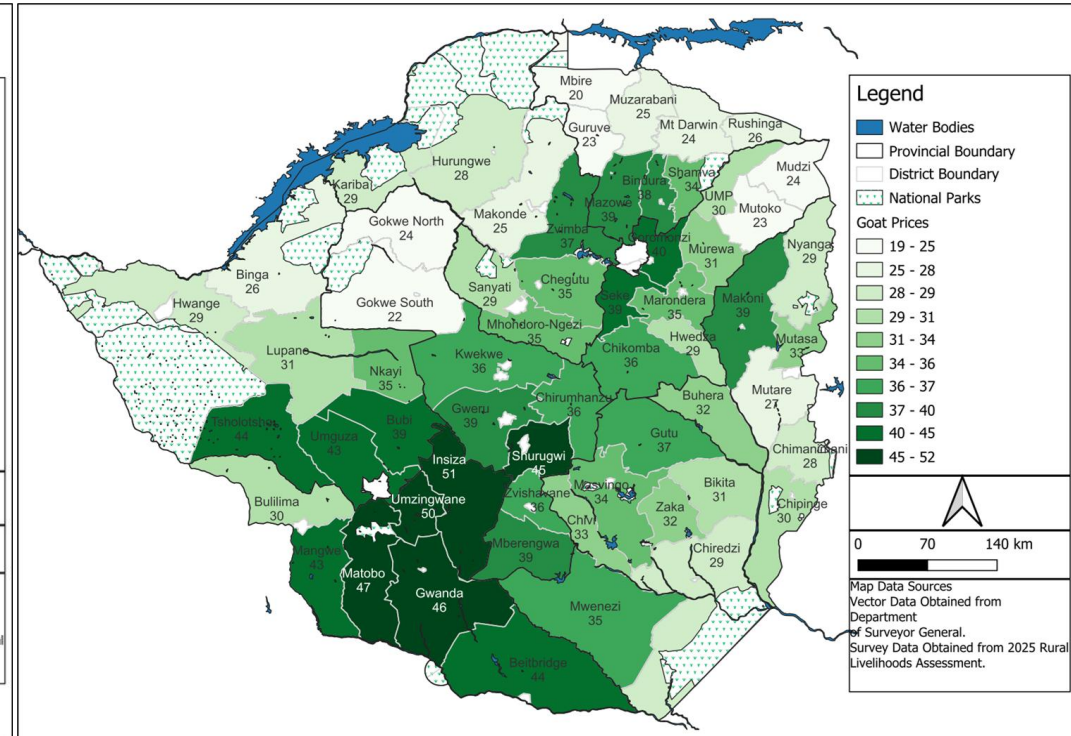 Mbire
20
Muzarabani
25
Guruve
23
Mt Darwin
24
Rushinga
26
Mudzi
24
Hurungwe
28
Kariba
29
Shamva
34
Bindura
38
Mazowe
39
UMP
30
Mutoko
23
Gokwe North
24
Makonde
25
Zvimba
37
Goromonzi
40
Murewa
31
Nyanga
29
Binga
26
Hwange
29
Gokwe South
22
Sanyati
29
Chegutu
35
Seke
39
Marondera
35
Makoni
39
Mhondoro-Ngezi
35
Hwedza
29
Mutasa
33
Lupane
31
Nkayi
35
Kwekwe
36
Chikomba
36
Chirumhanzu
36
Buhera
32
Mutare
27
Tsholotsho
44
Umguza
43
Bubi
39
Gweru
39
Insiza
51
Shurugwi
45
Gutu
37
Chimanimani
28
Bulilima
30
Umzingwane
50
Zvishavane
36
Masvingo
34
Bikita
31
Zaka
32
Chipinge
30
Chivi
33
Mangwe
43
Matobo
47
Gwanda
46
Mberengwa
39
Chiredzi
29
Mwenezi
35
Beitbridge
44
Legend
Water Bodies
Provincial Boundary
District Boundary
National Parks
Goat Prices
19 - 25
25 - 28
28 - 29
29 - 31
31 - 34
34 - 36
36 - 37
37 - 40
40 - 45
45 - 52
0 70 140 km
Map Data Sources
Vector Data Obtained from
Department
of Surveyor General.
Survey Data Obtained from 2025 Rural
Livelihoods Assessment.